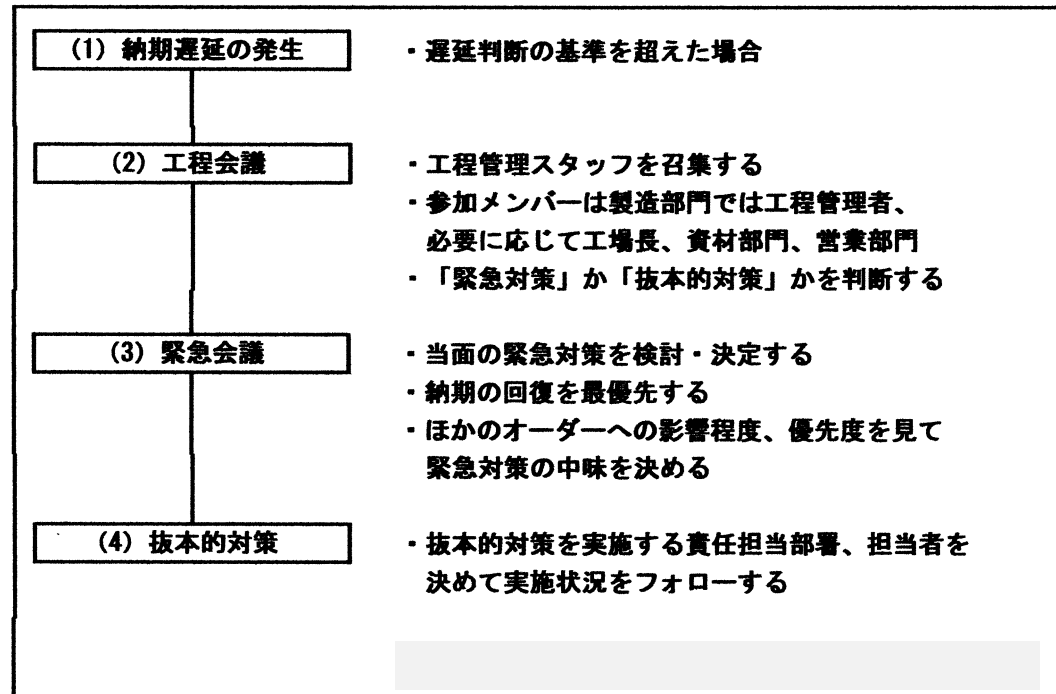 (1) 納期遅延の発生
・遅延判断の基準を超えた場合
(2) 工程会議
・工程管理スタッフを召集する
・参加メンバーは製造部門では工程管理者、
必要に応じて工場長、資材部門、営業部門
・「緊急対策」か「抜本的対策」かを判断する
(3) 緊急会議
・当面の緊急対策を検討・決定する
・納期の回復を最優先する
・ほかのオーダーへの影響程度、優先度を見て
緊急対策の中味を決める
(4) 抜本的対策
・抜本的対策を実施する責任担当部署、担当者を
決めて実施状況をフォローする